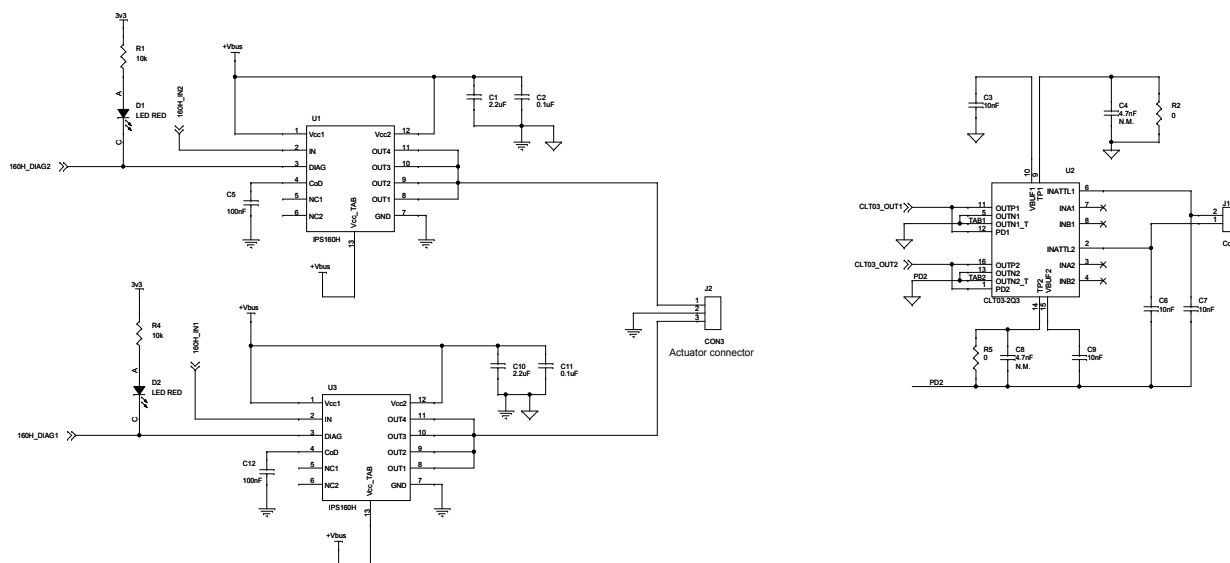 3v3
R1
10k
A
D1
LED RED
C
160H_IN2
160H_DIAG2
+Vbus
C1
2.2uF
C2
0.1uF
U1
1 Vcc1
2 IN
3 DIAG
4 CoD
5 NC1
6 NC2
Vcc2 12
OUT4 11
OUT3 10
OUT2 9
OUT1 8
GND 7
Vcc_TAB
13
IPS160H
C5
100nF
+Vbus
3v3
R4
10k
A
D2
LED RED
C
160H_IN1
160H_DIAG1
+Vbus
C10
2.2uF
C11
0.1uF
U3
1 Vcc1
2 IN
3 DIAG
4 CoD
5 NC1
6 NC2
Vcc2 12
OUT4 11
OUT3 10
OUT2 9
OUT1 8
GND 7
Vcc_TAB
13
IPS160H
C12
100nF
+Vbus
J2
1
2
3
CON3
Actuator connector
C3
10nF
C4
4.7nF
N.M.
R2
0
U2
10
9
VBUF1
TP1
CLT03_OUT1
11 OUTP1
5 OUTN1
TAB1 OUTN1_T
12 PD1
CLT03_OUT2
16 OUTP2
13 OUTN2
PD2
TAB2 OUTN2_T
1 PD2
INATTL1 6
INA1 7
INB1 8
INATTL2 2
INA2 3
INB2 4
TP2
VBUF2
14
15
CLT03-2Q3
J1
2
1
C6
10nF
C7
10nF
R5
0
C8
4.7nF
N.M.
C9
10nF
PD2